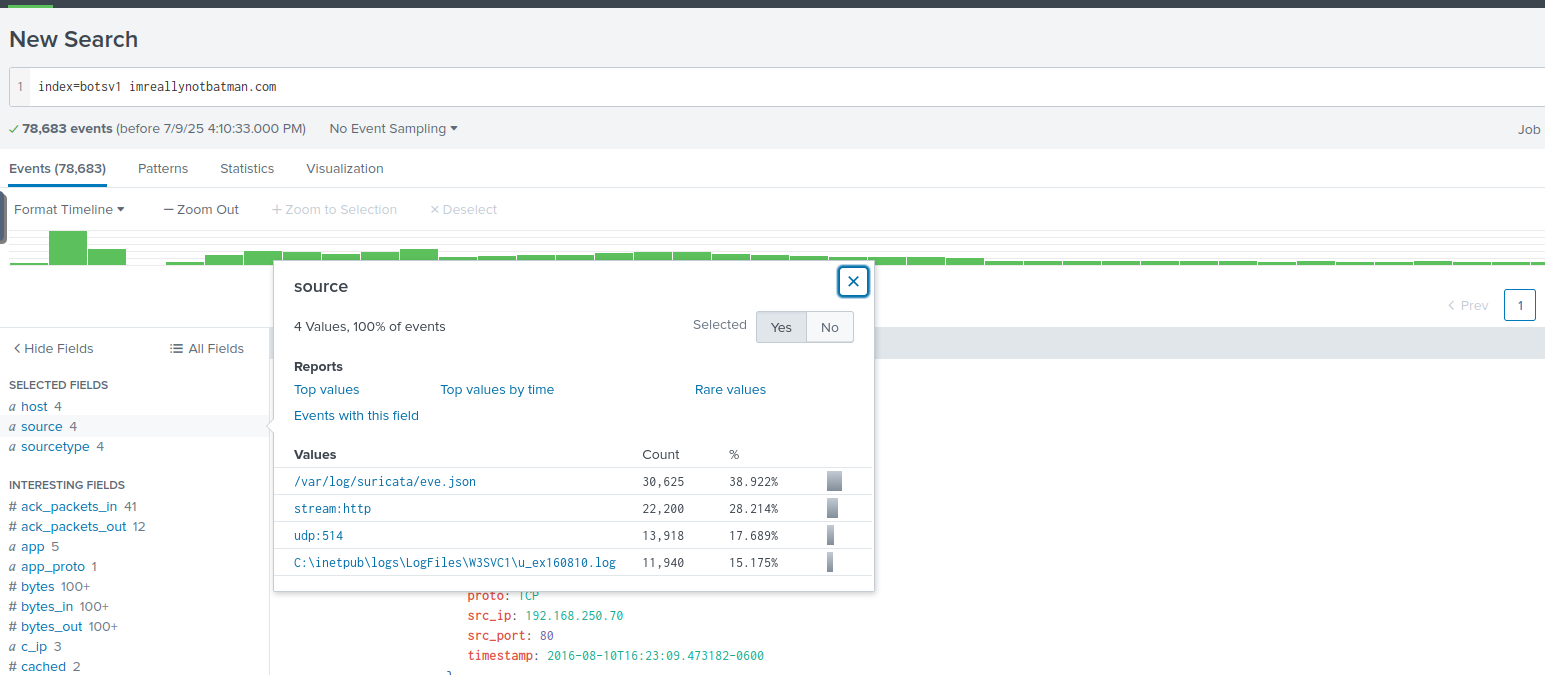 New Search
1 index=botsv1 imreallynotbatman.com
78,683 events (before 7/9/25 4:10:33.000 PM) No Event Sampling
Job
Events (78,683) Patterns Statistics Visualization
Format Timeline — Zoom Out + Zoom to Selection × Deselect
source
4 Values, 100% of events
Selected Yes No
Reports
Top values Top values by time Rare values
Events with this field
Values Count %
/var/log/suricata/eve.json 30,625 38.922%
stream:http 22,200 28.214%
udp:514 13,918 17.689%
C:\inetpub\logs\LogFiles\W3SVC1\u_ex160810.log 11,940 15.175%
< Prev 1
< Hide Fields All Fields
SELECTED FIELDS
a host 4
a source 4
a sourcetype 4
INTERESTING FIELDS
# ack_packets_in 41
# ack_packets_out 12
a app 5
a app_proto 1
# bytes 100+
# bytes_in 100+
# bytes_out 100+
a c_ip 3
# cached 2
proto: TCP
src_ip: 192.168.250.70
src_port: 80
timestamp: 2016-08-10T16:23:09.473182-0600
}